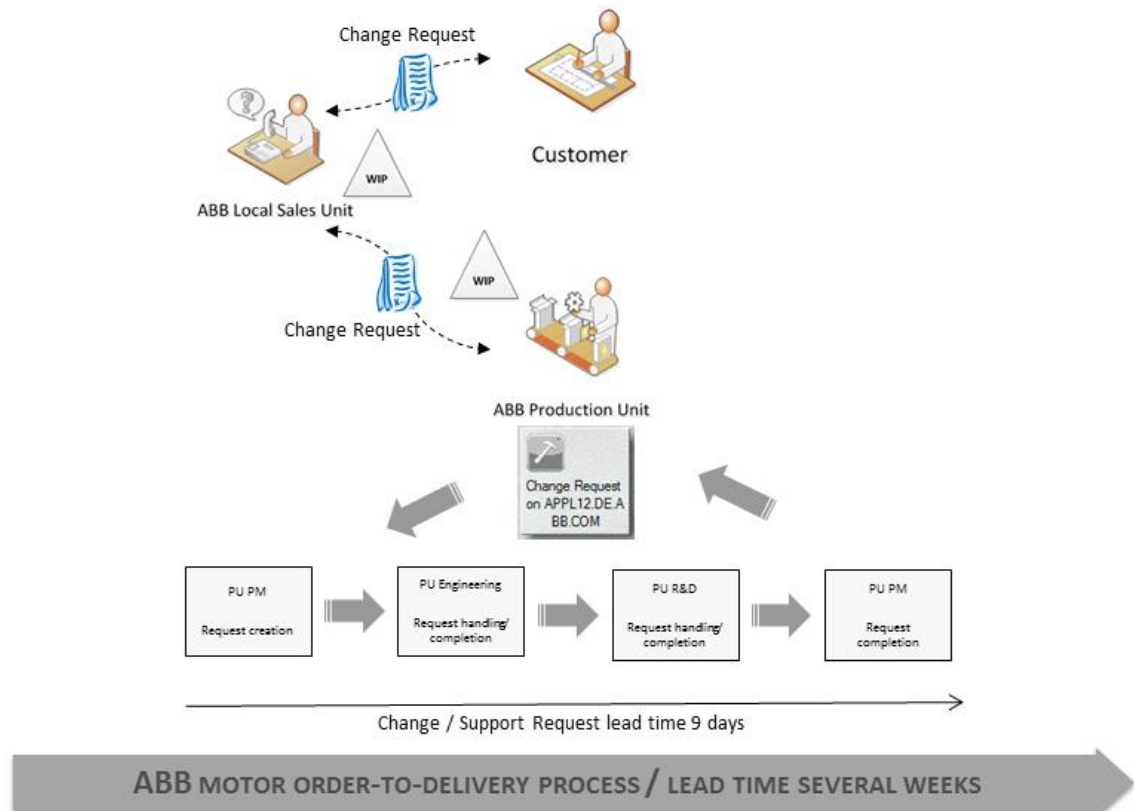 Change Request
?
Customer
WIP
ABB Local Sales Unit
WIP
Change Request
ABB Production Unit
Change Request
on APPL12.DE.A
BB.COM
PU PM
Request creation
PU Engineering
Request handling/
completion
PU R&D
Request handling/
completion
PU PM
Request
completion
Change / Support Request lead time 9 days
ABB MOTOR ORDER-TO-DELIVERY PROCESS / LEAD TIME SEVERAL WEEKS